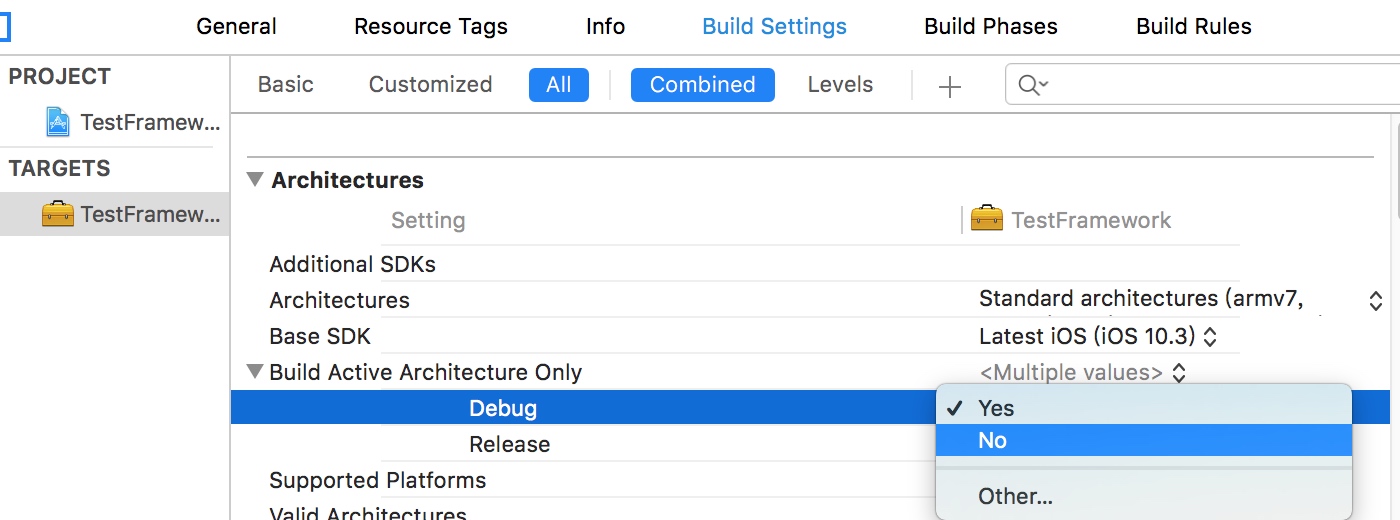 General Resource Tags Info Build Settings Build Phases Build Rules
PROJECT
Basic Customized All Combined Levels
TestFramew...
TARGETS
TestFramew...
Architectures
Setting TestFramework
Additional SDKs
Architectures Standard architectures (armv7,
Base SDK Latest iOS (iOS 10.3)
Build Active Architecture Only <Multiple values>
Debug Yes
Release No
Supported Platforms
Other...
Valid Architectures